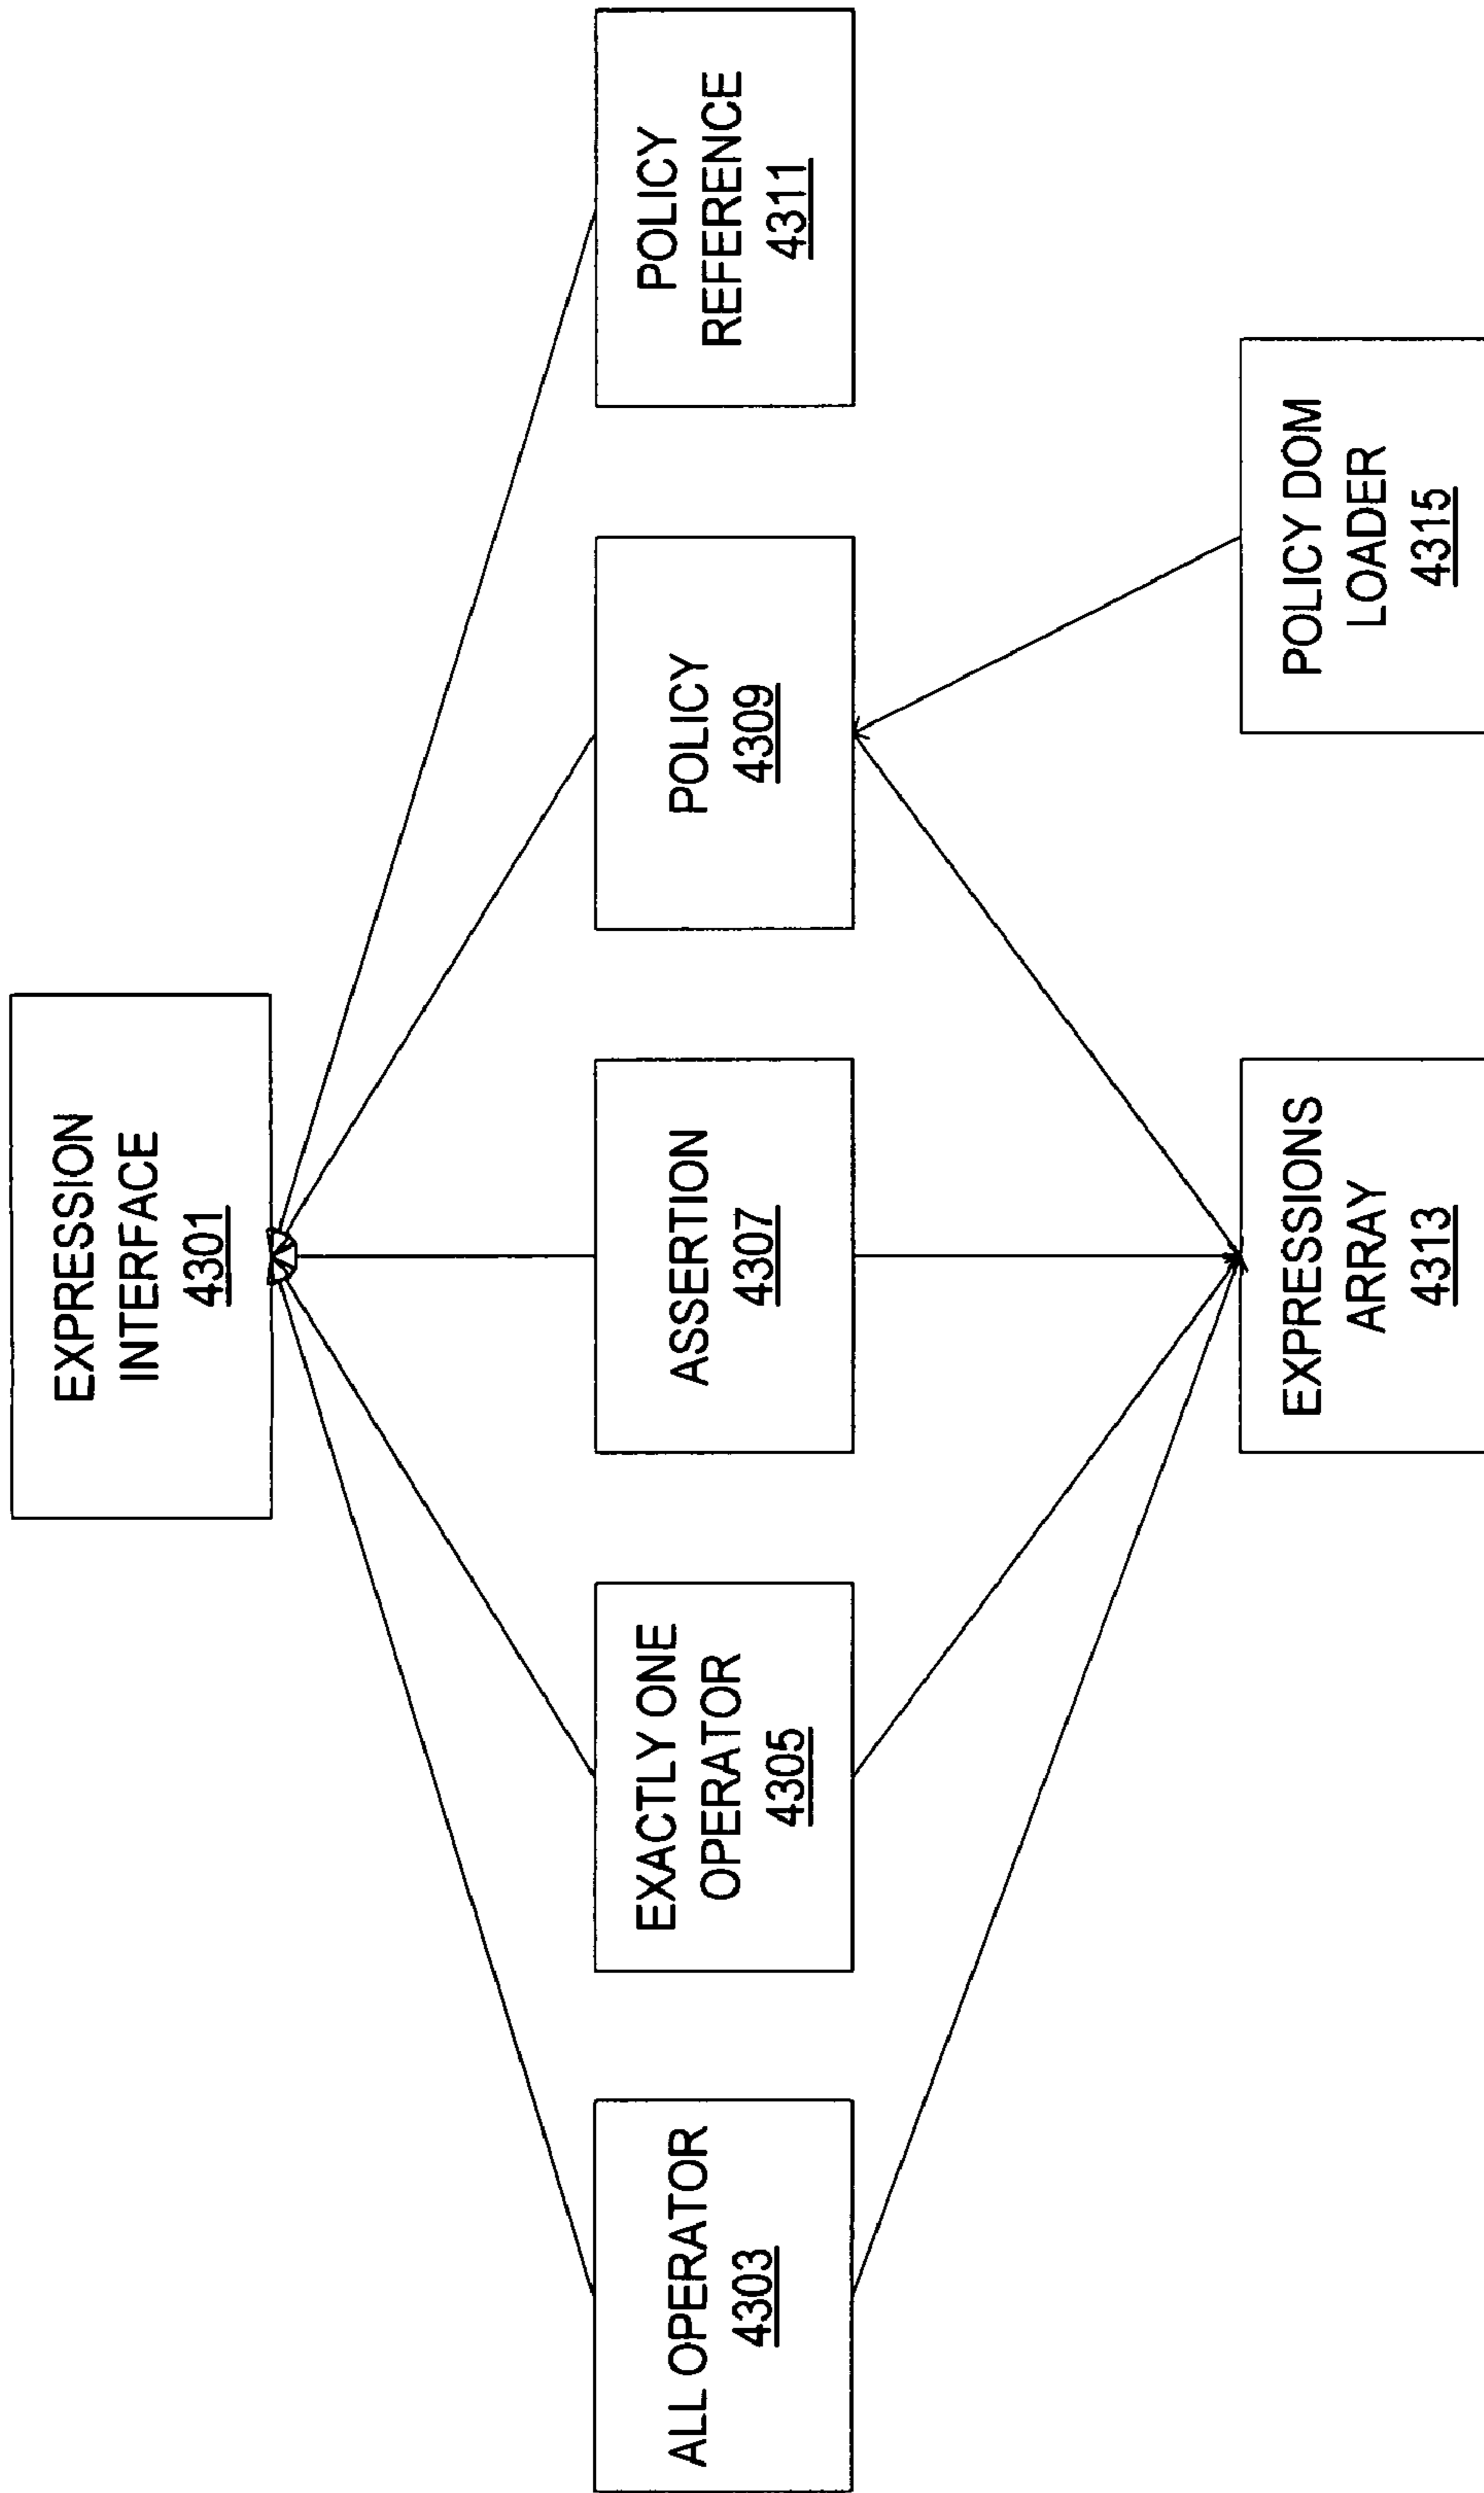 EXPRESSION
INTERFACE
4301
ALL OPERATOR
4303
EXACTLY ONE
OPERATOR
4305
ASSERTION
4307
POLICY
4309
POLICY
REFERENCE
4311
EXPRESSIONS
ARRAY
4313
POLICY DOM
LOADER
4315